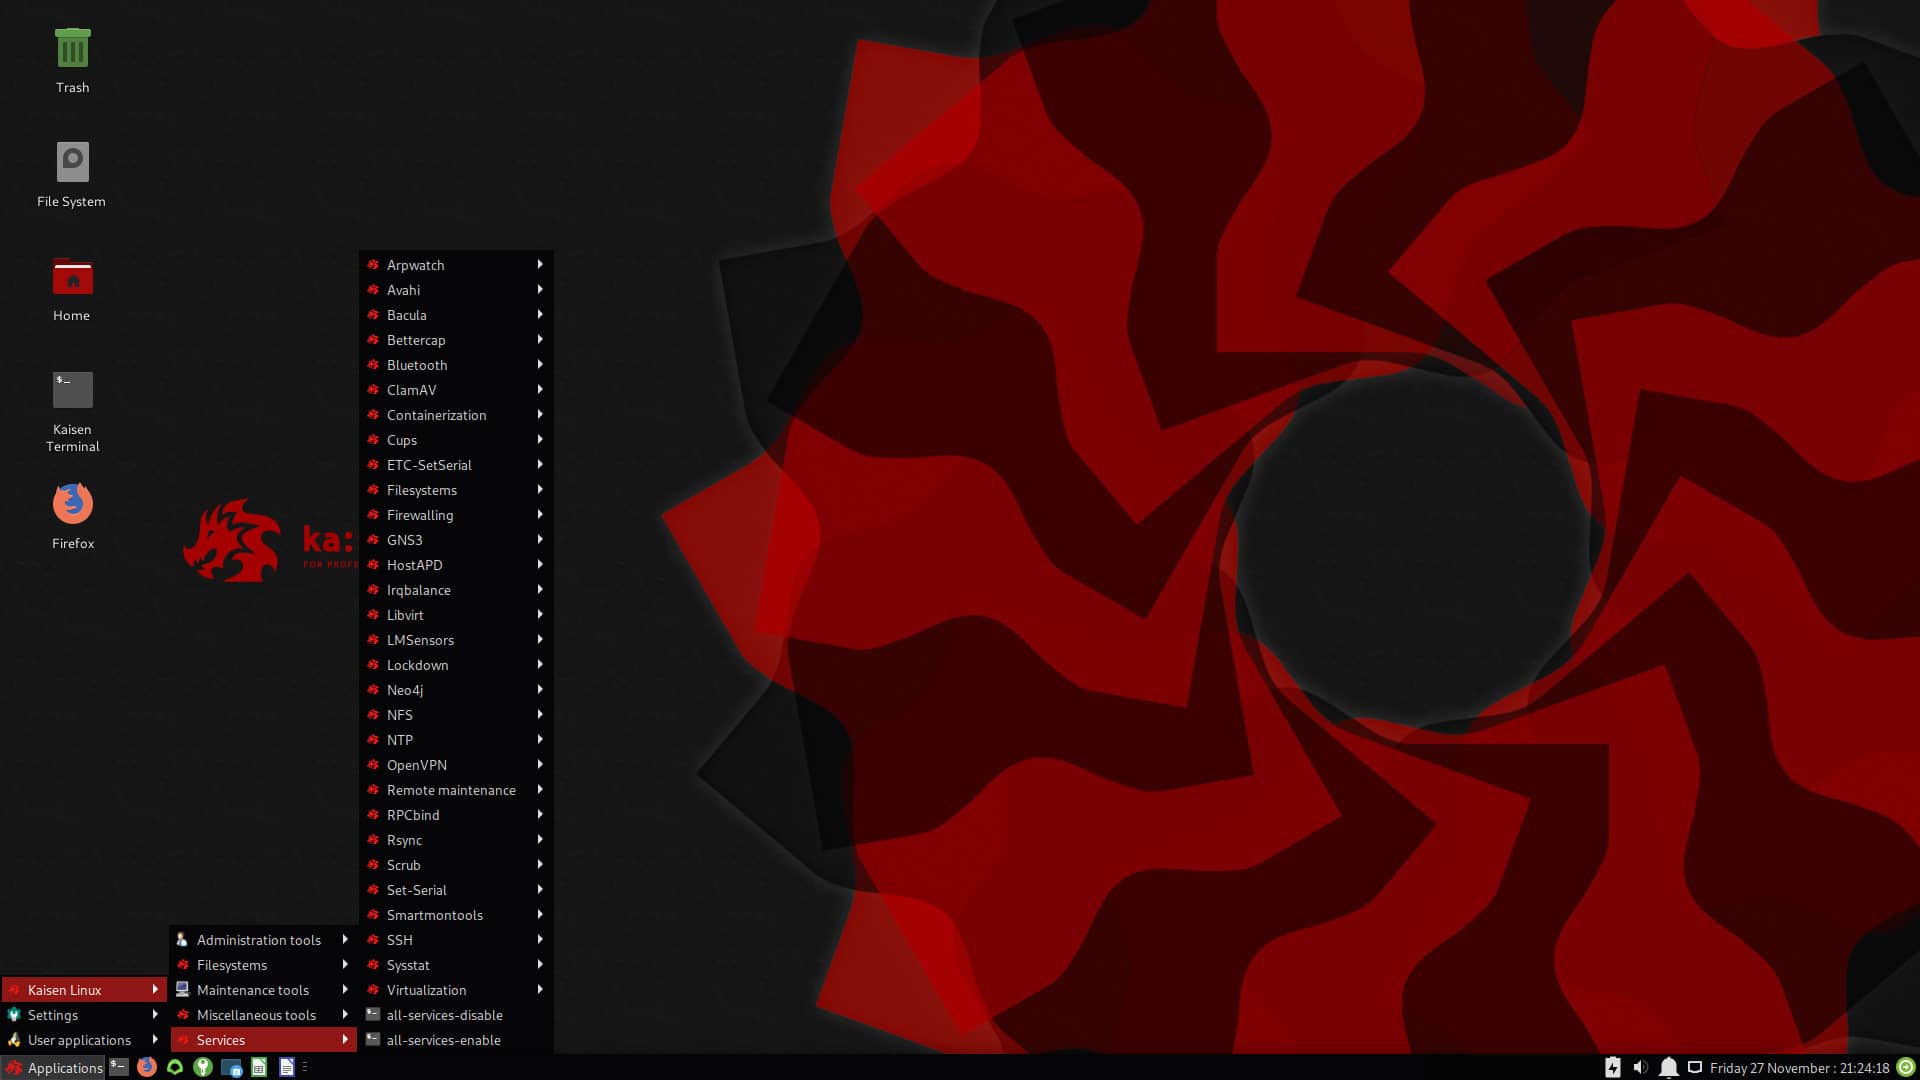 Trash
File System
Home
$_
Kaisen
Terminal
Firefox
ka:
FOR PROFE
Arpwatch
Avahi
Bacula
Bettercap
Bluetooth
ClamAV
Containerization
Cups
ETC-SetSerial
Filesystems
Firewalling
GNS3
HostAPD
Irqbalance
Libvirt
LMSensors
Lockdown
Neo4j
NFS
NTP
OpenVPN
Remote maintenance
RPCbind
Rsync
Scrub
Set-Serial
Smartmontools
SSH
Sysstat
Virtualization
all-services-disable
all-services-enable
Administration tools
Filesystems
Maintenance tools
Miscellaneous tools
Services
Kaisen Linux
Settings
User applications
Applications
Friday 27 November : 21:24:18